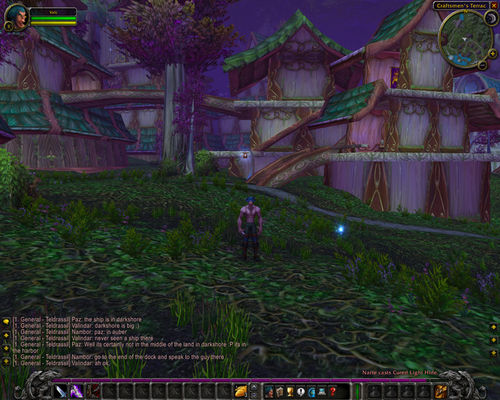 Craftsmen's Terrac
[1. General - Teldrassil] Paz: the ship is in darkshore
[1. General - Teldrassil] Valindar: darkshore is big :)
[1. General - Teldrassil] Nambor: paz: in auber
[1. General - Teldrassil] Valindar: never seen a ship there
[1. General - Teldrassil] Paz: Well its certainly not in the middle of the land in darkshore :P its in
the harbor
[1. General - Teldrassil] Nambor: go to the end of the dock and speak to the guy there
[1. General - Teldrassil] Valindar: ah ok.
Narte casts Cured Light Hide.